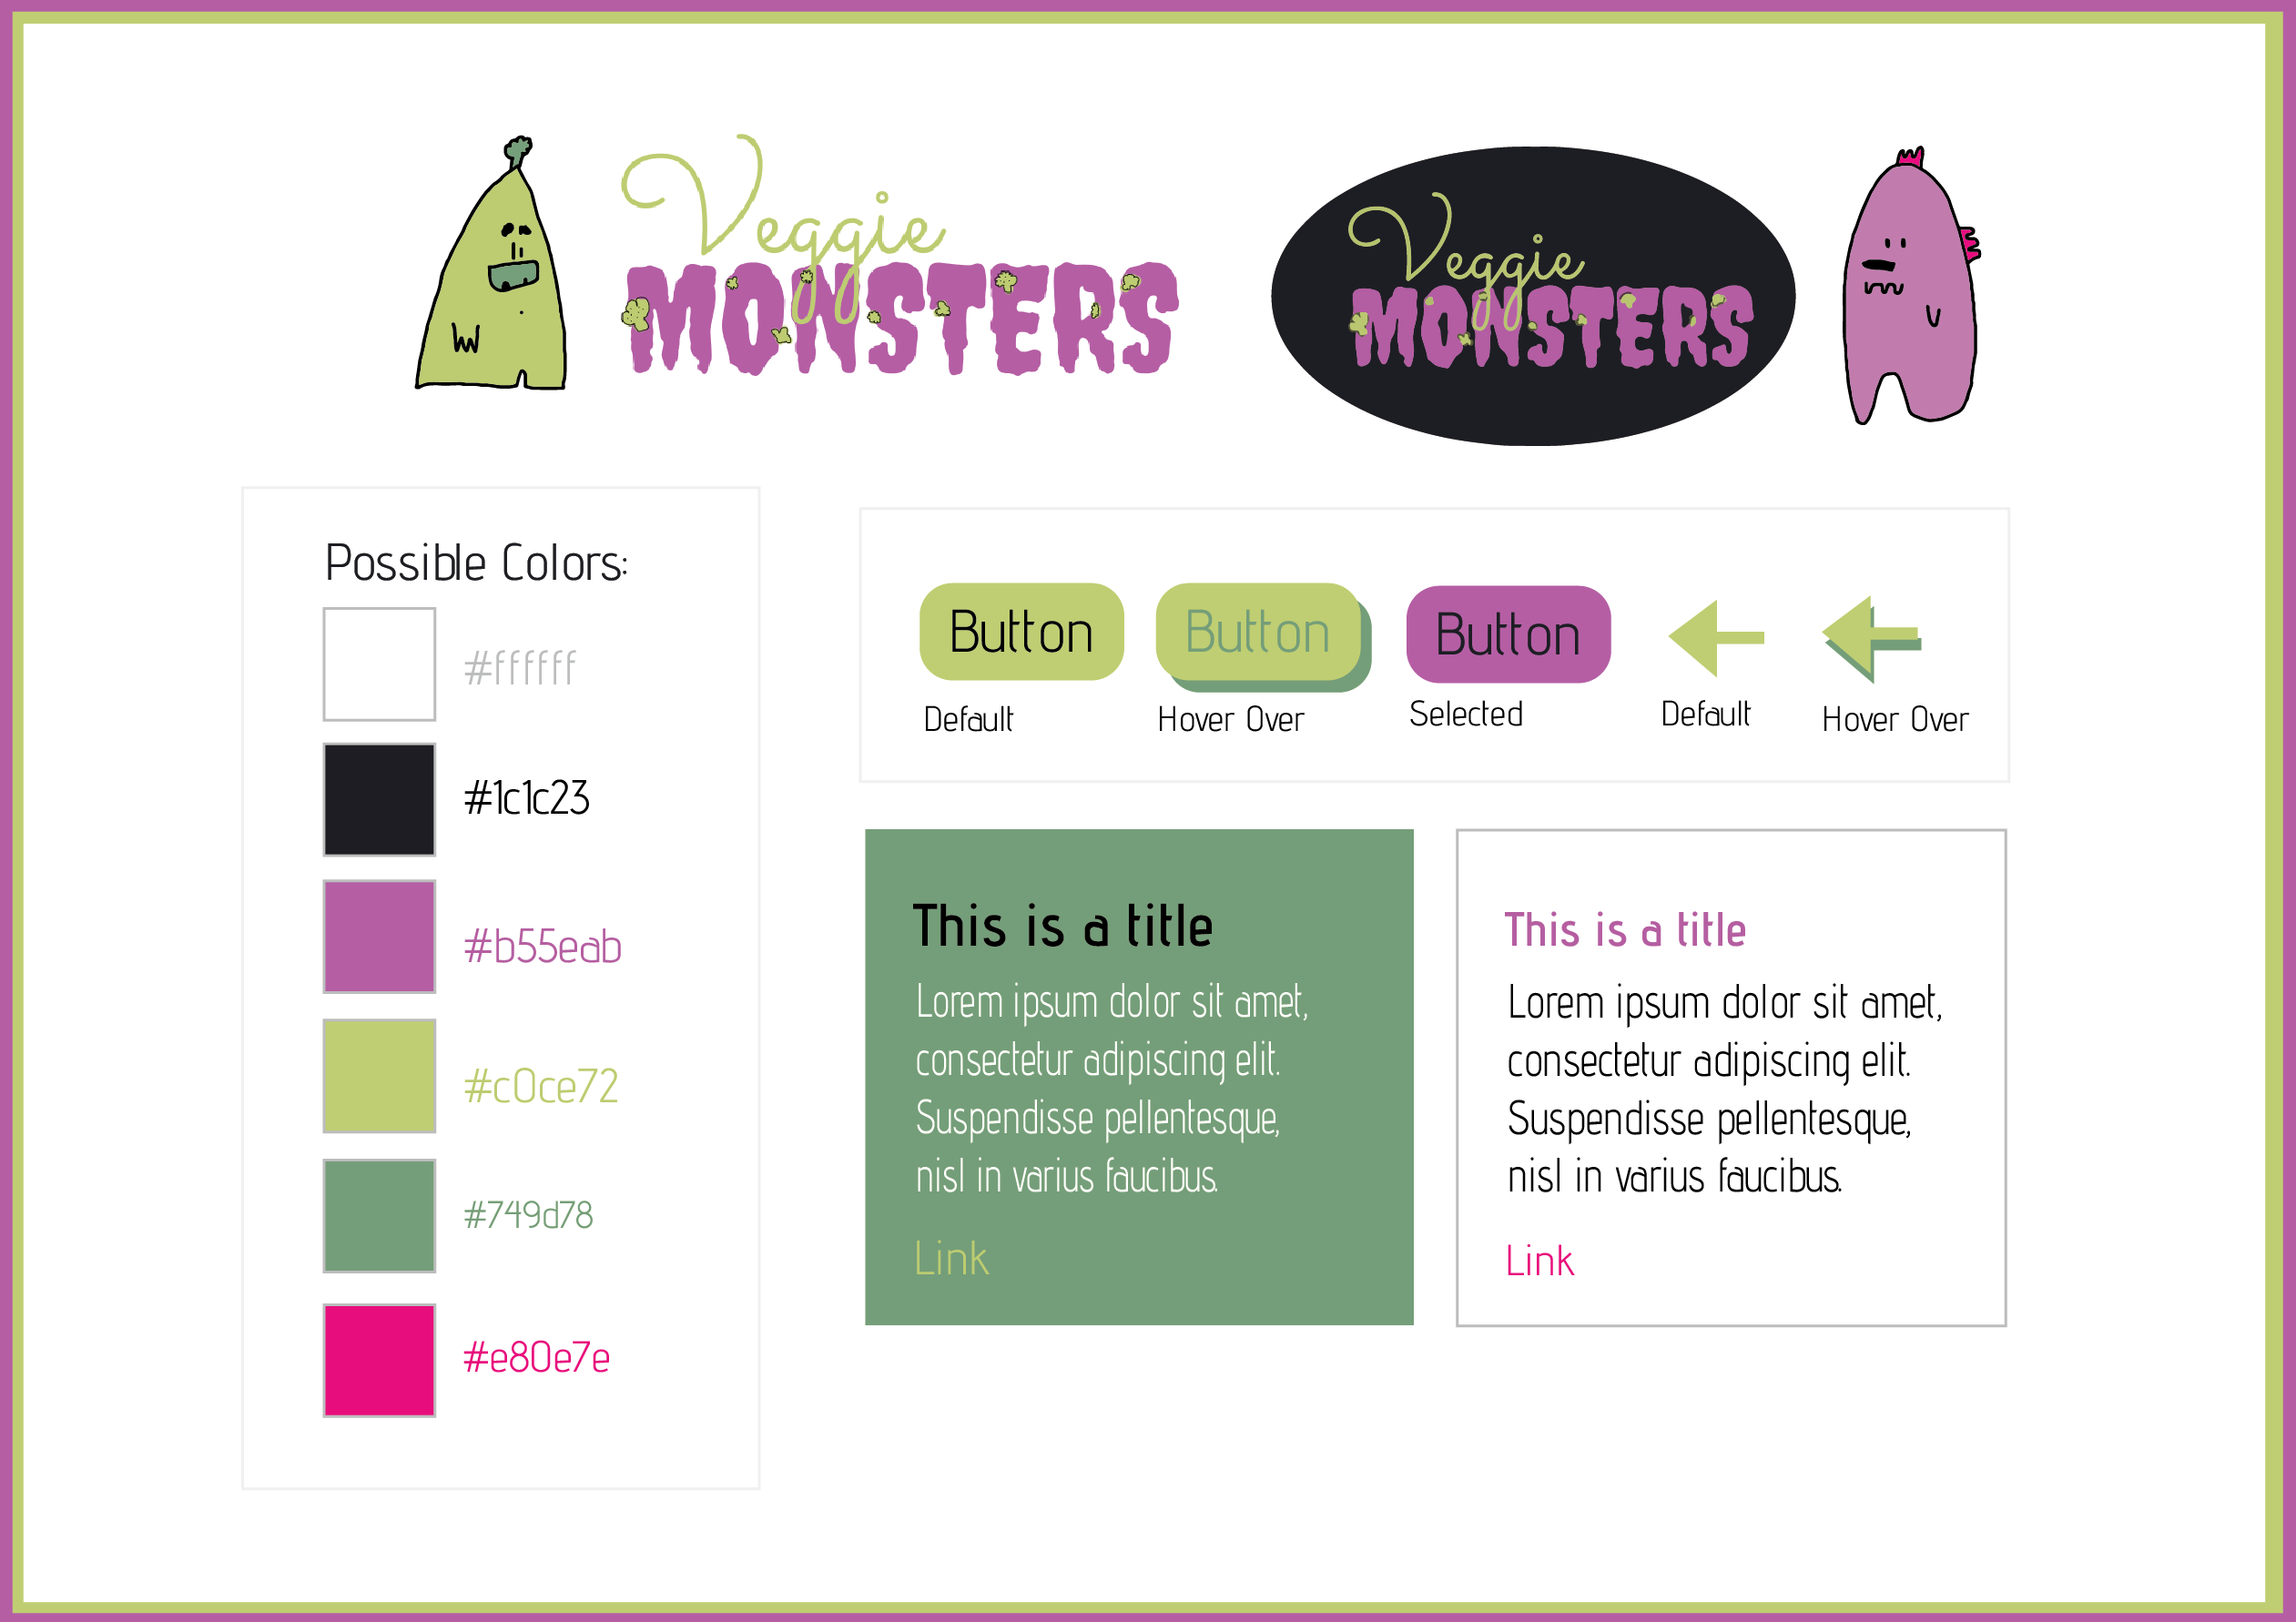 Veggie
MONSTERS
Veggie
MONSTERS
Possible Colors:
#ffffff
#1c1c23
#b55eab
#c0ce72
#749d78
#e80e7e
Button
Button
Button
Default
Hover Over
Selected
Default
Hover Over
This is a title
Lorem ipsum dolor sit amet,
consectetur adipiscing elit.
Suspendisse pellentesque,
nisl in varius faucibus.
Link
This is a title
Lorem ipsum dolor sit amet,
consectetur adipiscing elit.
Suspendisse pellentesque,
nisl in varius faucibus.
Link